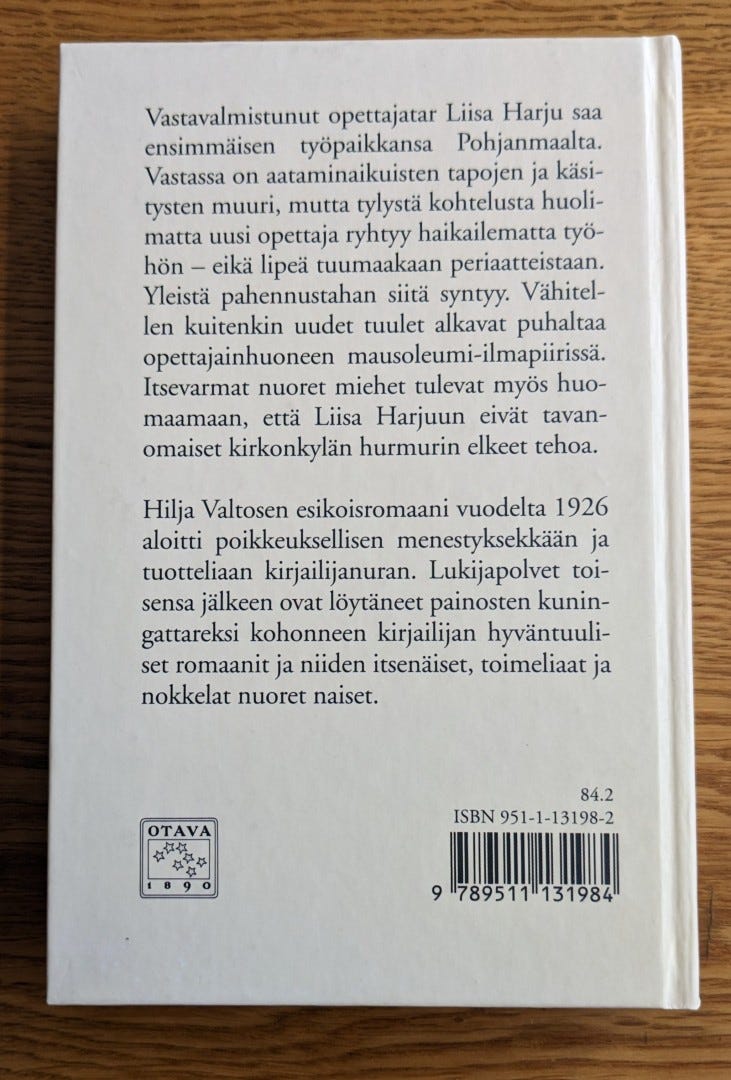 Vastavalmistunut opettajatar Liisa Harju saa
ensimmäisen työpaikkansa Pohjanmaalta.
Vastassa on aataminaikuisten tapojen ja käsi-
tysten muuri, mutta tylystä kohtelusta huoli-
matta uusi opettaja ryhtyy haikailematta työ-
hön – eikä lipeä tuumaakaan periaatteistaan.
Yleistä pahennustahan siitä syntyy. Vähitel-
len kuitenkin uudet tuulet alkavat puhaltaa
opettajainhuoneen mausoleumi-ilmapiirissä.
Itsevarmat nuoret miehet tulevat myös huo-
maamaan, että Liisa Harjuun eivät tavan-
omaiset kirkonkylän hurmurin elkeet tehoa.
Hilja Valtosen esikoisromaani vuodelta 1926
aloitti poikkeuksellisen menestyksekkään ja
tuotteliaan kirjailijanuran. Lukijapolvet toi-
sensa jälkeen ovat löytäneet painosten kunin-
gattareksi kohonneen kirjailijan hyväntuuli-
set romaanit ja niiden itsenäiset, toimeliaat ja
nokkelat nuoret naiset.
84.2
ISBN 951-1-13198-2
9 789511 131984
OTAVA
1890